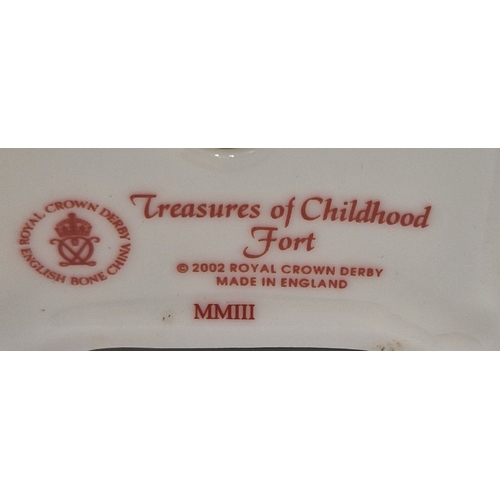 ROYAL CROWN DERBY
ENGLISH BONE CHINA
Treasures of Childhood
Fort
© 2002 ROYAL CROWN DERBY
MADE IN ENGLAND
MMIII